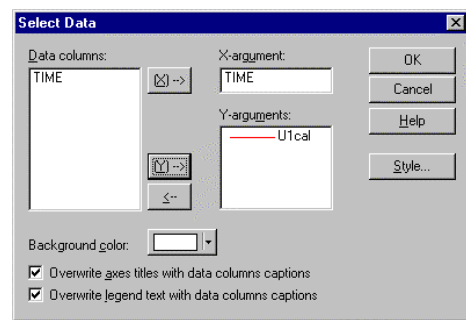 Select Data
Data columns:
TIME
(X) -->
X-argument:
TIME
OK
Cancel
Help
Style...
Y-arguments:
U1cal
(Y) -->
<--
Background color:
Overwrite axes titles with data columns captions
Overwrite legend text with data columns captions